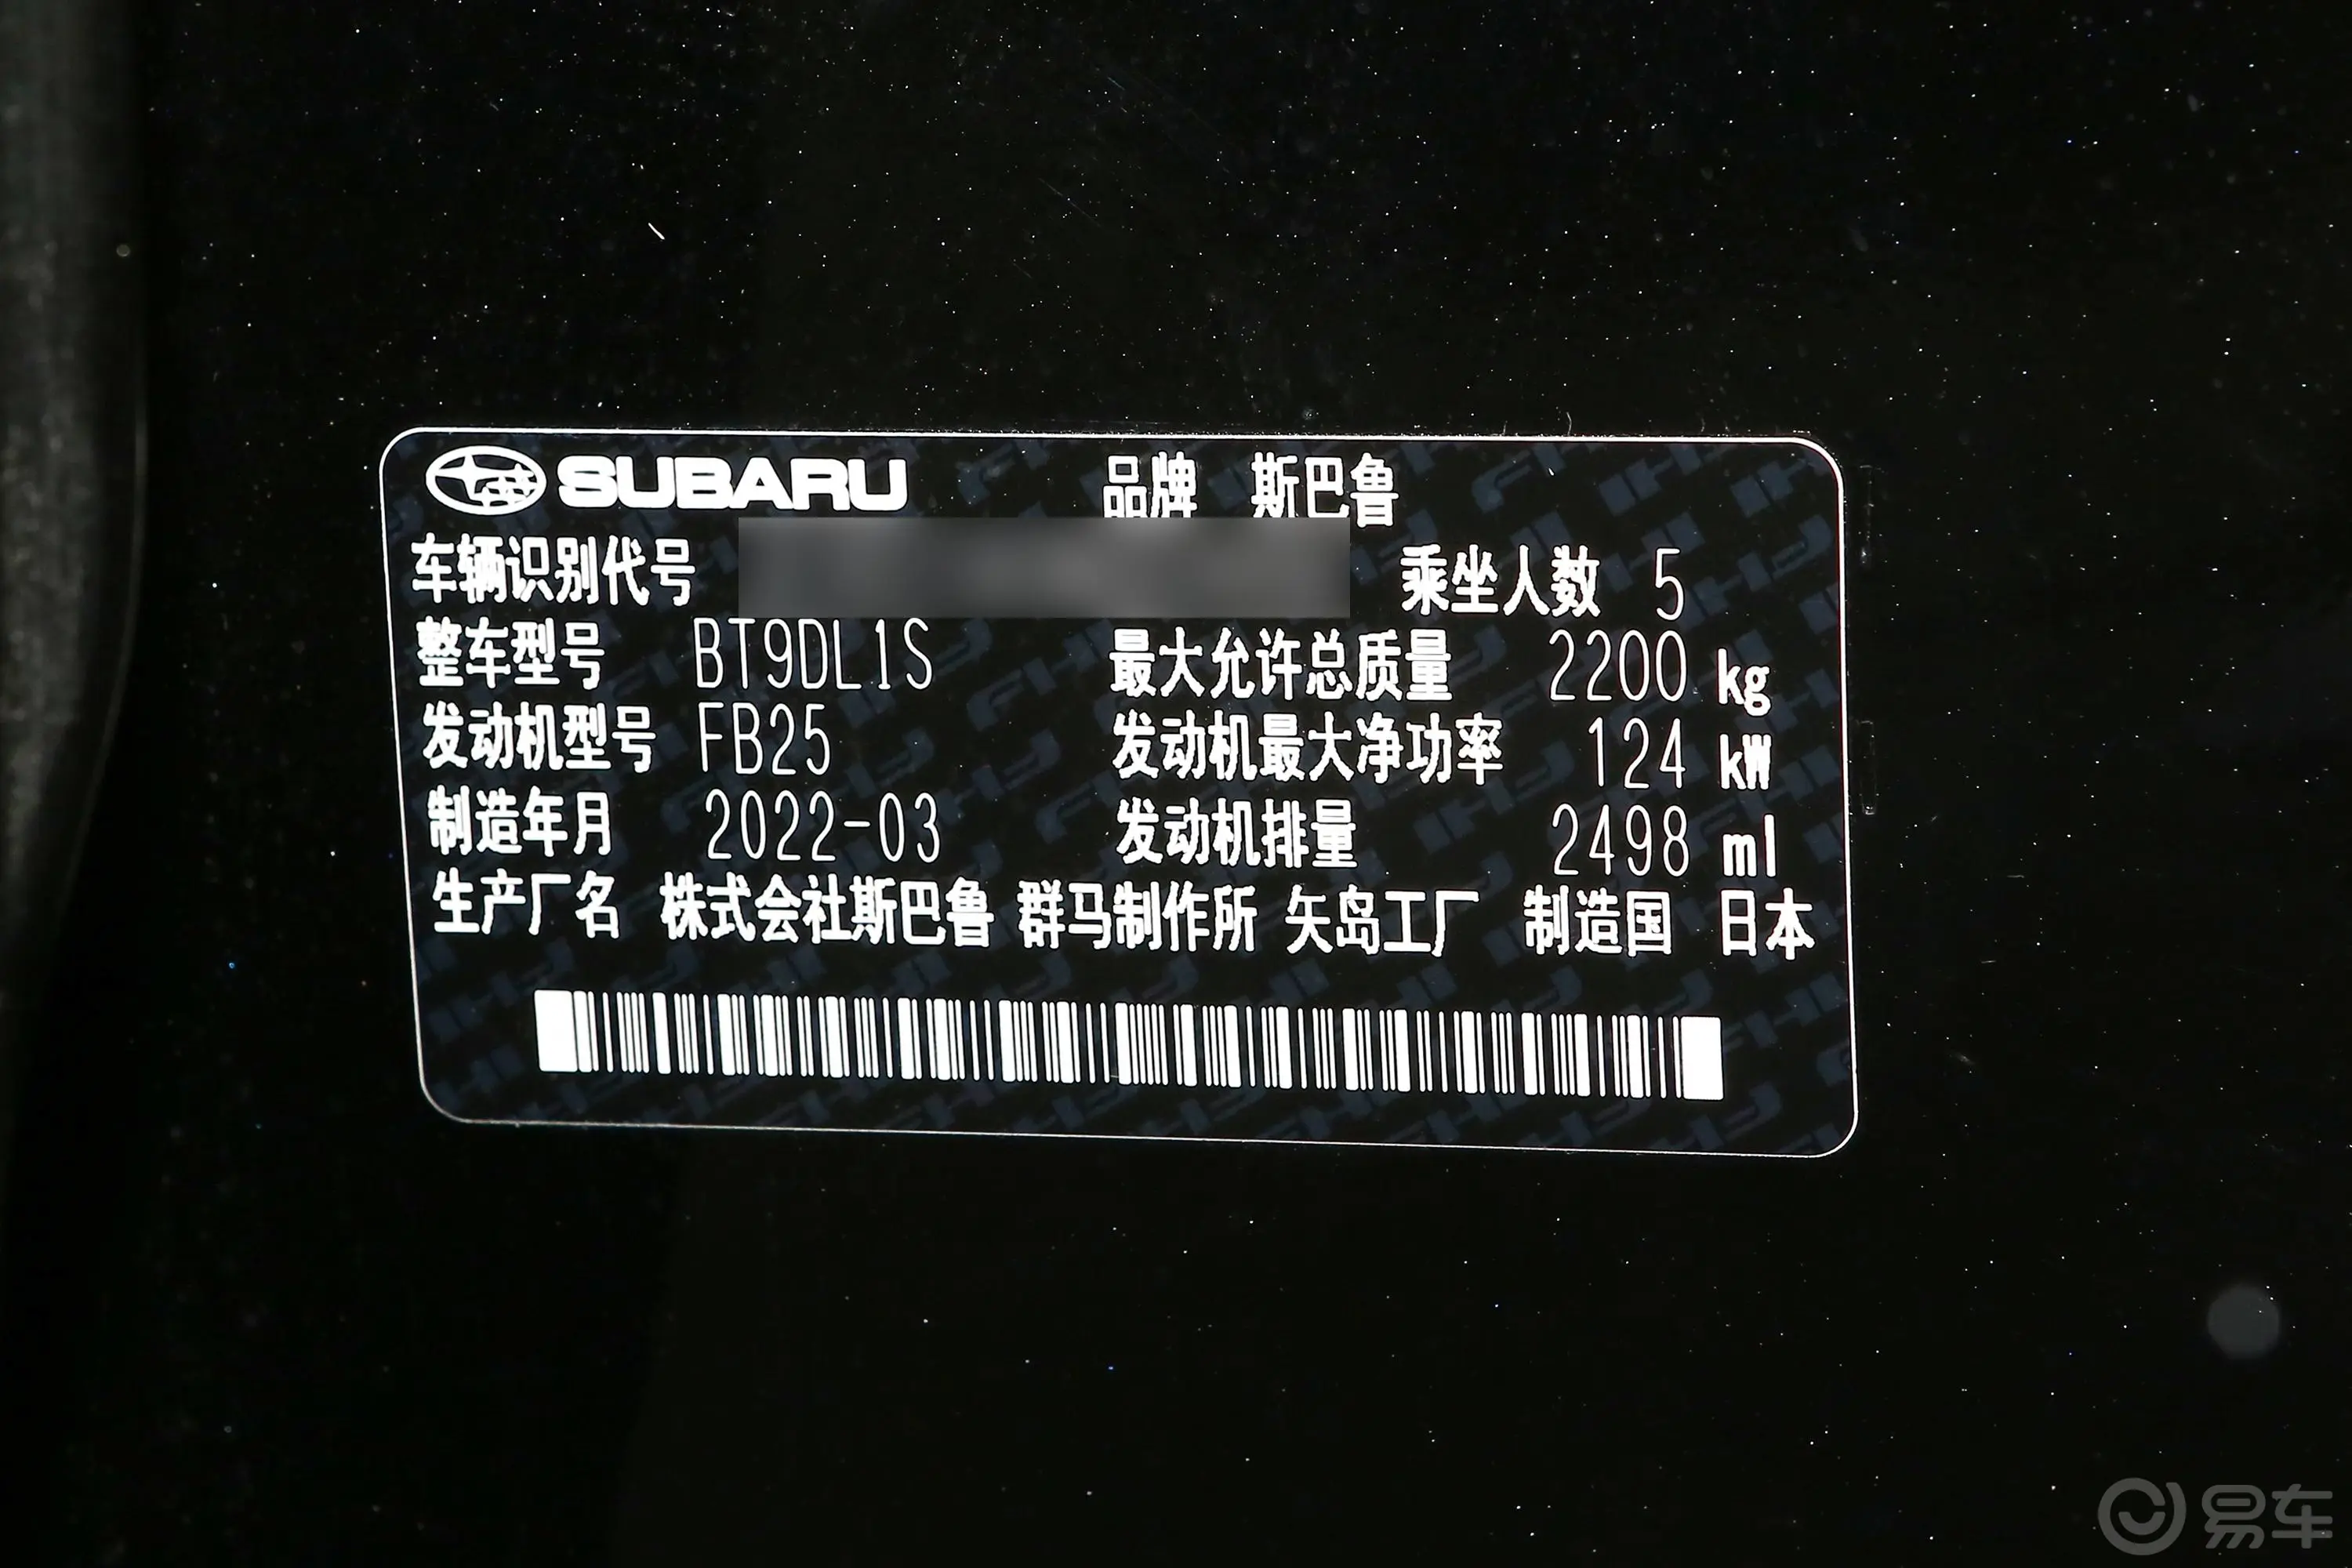 SUBARU 品牌 斯巴鲁
车辆识别代号 乘坐人数 5
整车型号 BT9DL1S 最大允许总质量 2200 kg
发动机型号 FB25 发动机最大净功率 124 kW
制造年月 2022-03 发动机排量 2498 ml
生产厂名 株式会社斯巴鲁 群马制作所 矢岛工厂 制造国 日本
易车